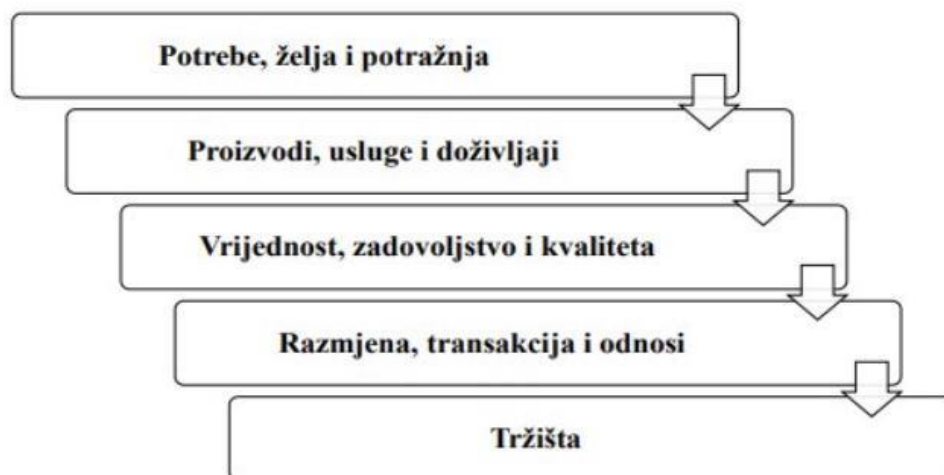 Potrebe, želja i potražnja
Proizvodi, usluge i doživljaji
Vrijednost, zadovoljstvo i kvaliteta
Razmjena, transakcija i odnosi
Tržišta